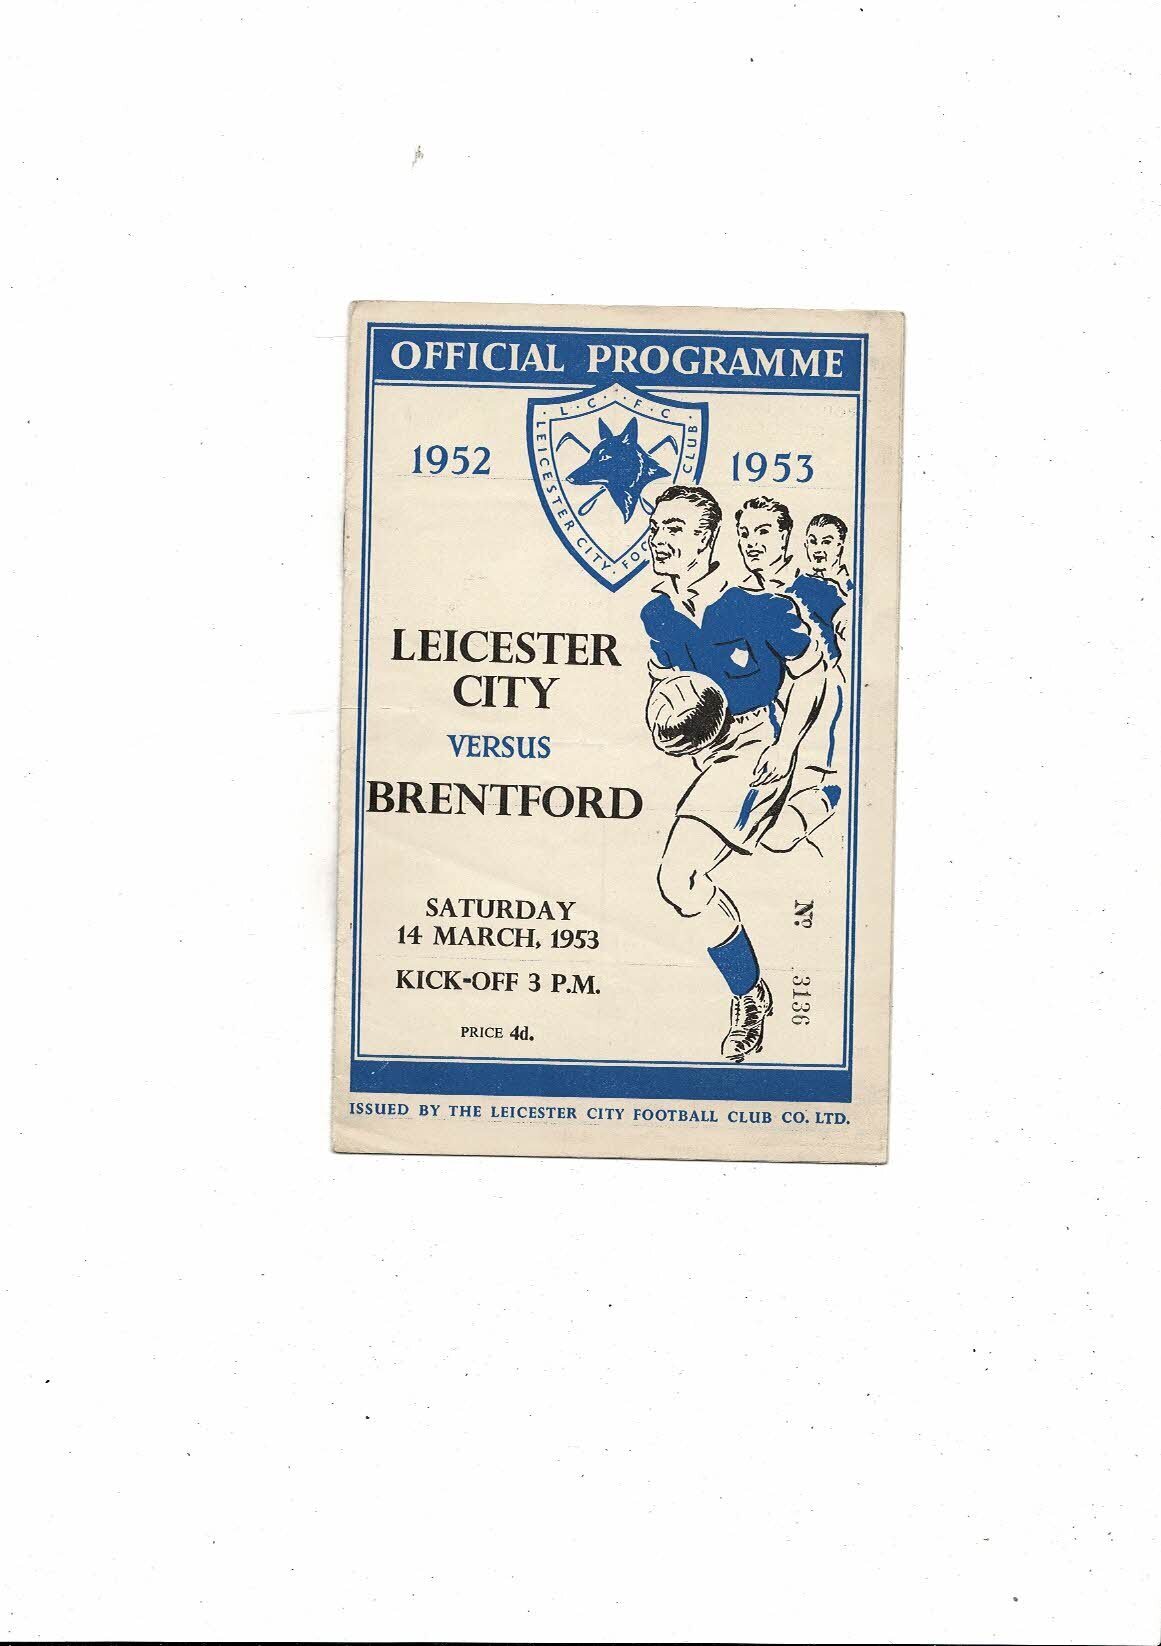 OFFICIAL PROGRAMME
L·C·F·C
LEICESTER CITY FOO CLUB
1952 1953
LEICESTER
CITY
VERSUS
BRENTFORD
SATURDAY
14 MARCH, 1953
KICK-OFF 3 P.M.
PRICE 4d.
Nº. 3136
ISSUED BY THE LEICESTER CITY FOOTBALL CLUB CO. LTD.